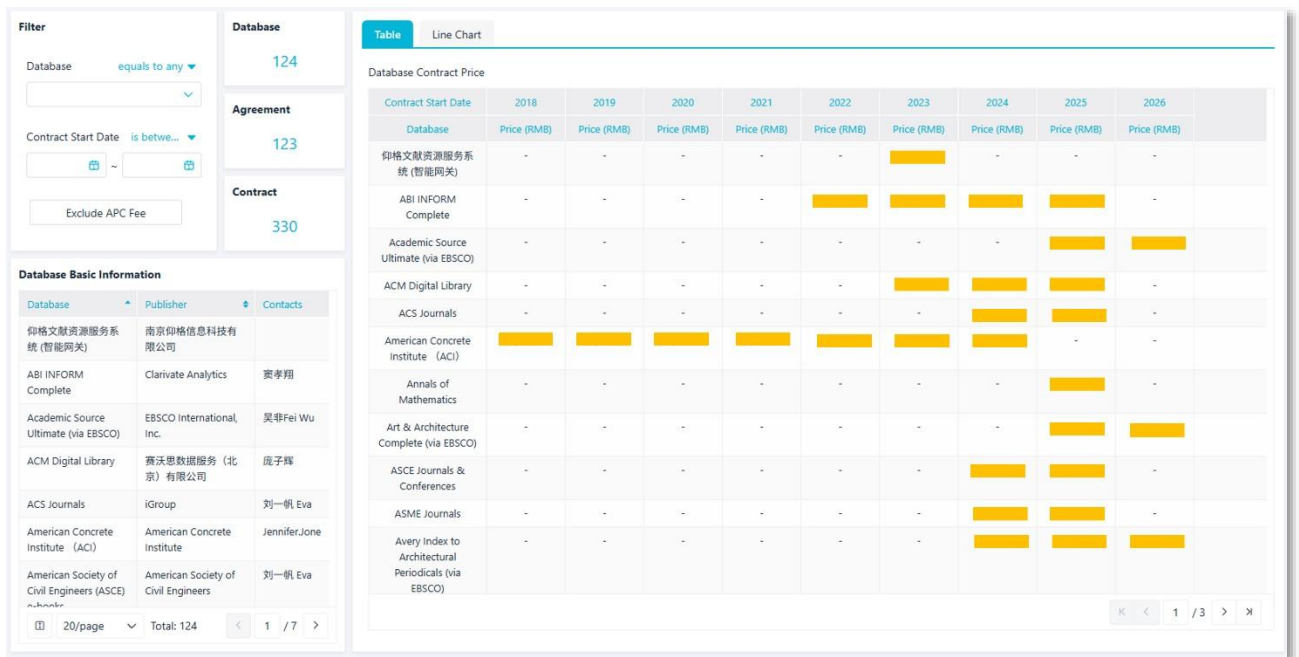 Filter
Database equals to any
Contract Start Date is betwe...
~
Exclude APC Fee
Database
124
Agreement
123
Contract
330
Database Basic Information
Database Publisher Contacts
仰格文献资源服务系 南京仰格信息科技有
统 (智能网关) 限公司
ABI INFORM Clarivate Analytics 窦孝翔
Complete
Academic Source EBSCO International, 吴非Fei Wu
Ultimate (via EBSCO) Inc.
ACM Digital Library 赛沃思数据服务（北 庞子辉
京）有限公司
ACS Journals iGroup 刘一帆 Eva
American Concrete American Concrete Jennifer.Jone
Institute （ACI） Institute
American Society of American Society of 刘一帆 Eva
Civil Engineers (ASCE) Civil Engineers
e-books
20/page Total: 124 < 1 /7 >
Table Line Chart
Database Contract Price
Contract Start Date 2018 2019 2020 2021 2022 2023 2024 2025 2026
Database Price (RMB) Price (RMB) Price (RMB) Price (RMB) Price (RMB) Price (RMB) Price (RMB) Price (RMB) Price (RMB)
仰格文献资源服务系 - - - - - - - -
统 (智能网关)
ABI INFORM - - - - -
Complete
Academic Source - - - - - - -
Ultimate (via EBSCO)
ACM Digital Library - - - - - -
ACS Journals - - - - - - -
American Concrete - -
Institute （ACI）
Annals of - - - - - - - -
Mathematics
Art & Architecture - - - - - - -
Complete (via EBSCO)
ASCE Journals & - - - - - - -
Conferences
ASME Journals - - - - - - -
Avery Index to - - - - - -
Architectural
Periodicals (via
EBSCO)
K < 1 /3 > >|